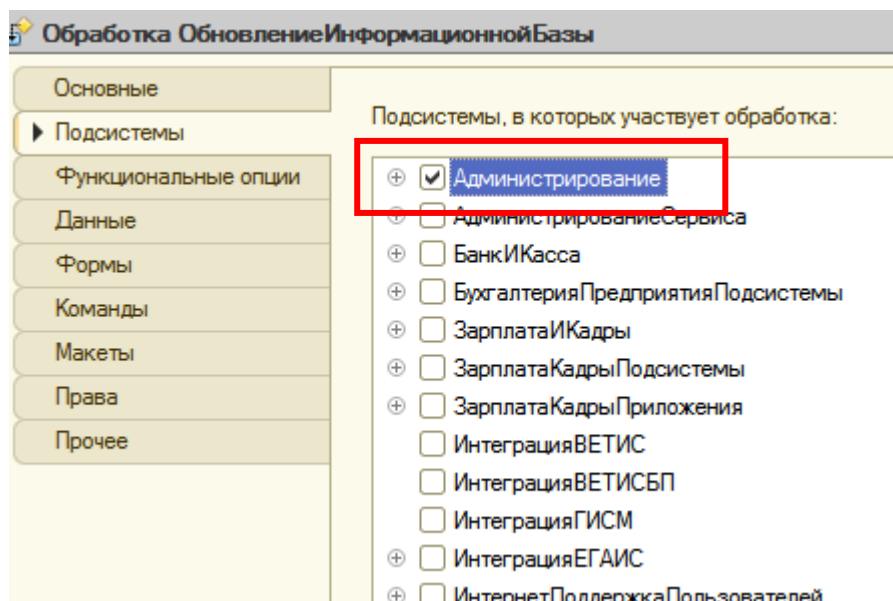 Обработка ОбновлениеИнформационнойБазы
Основные
Подсистемы
Функциональные опции
Данные
Формы
Команды
Макеты
Права
Прочее
Подсистемы, в которых участвует обработка:
Администрирование
АдминистрированиеСервиса
БанкИКасса
БухгалтерияПредприятияПодсистемы
ЗарплатаИКадры
ЗарплатаКадрыПодсистемы
ЗарплатаКадрыПриложения
ИнтеграцияВЕТИС
ИнтеграцияВЕТИСБП
ИнтеграцияГИСМ
ИнтеграцияЕГАИС
ИнтернетПоддержкаПользователей